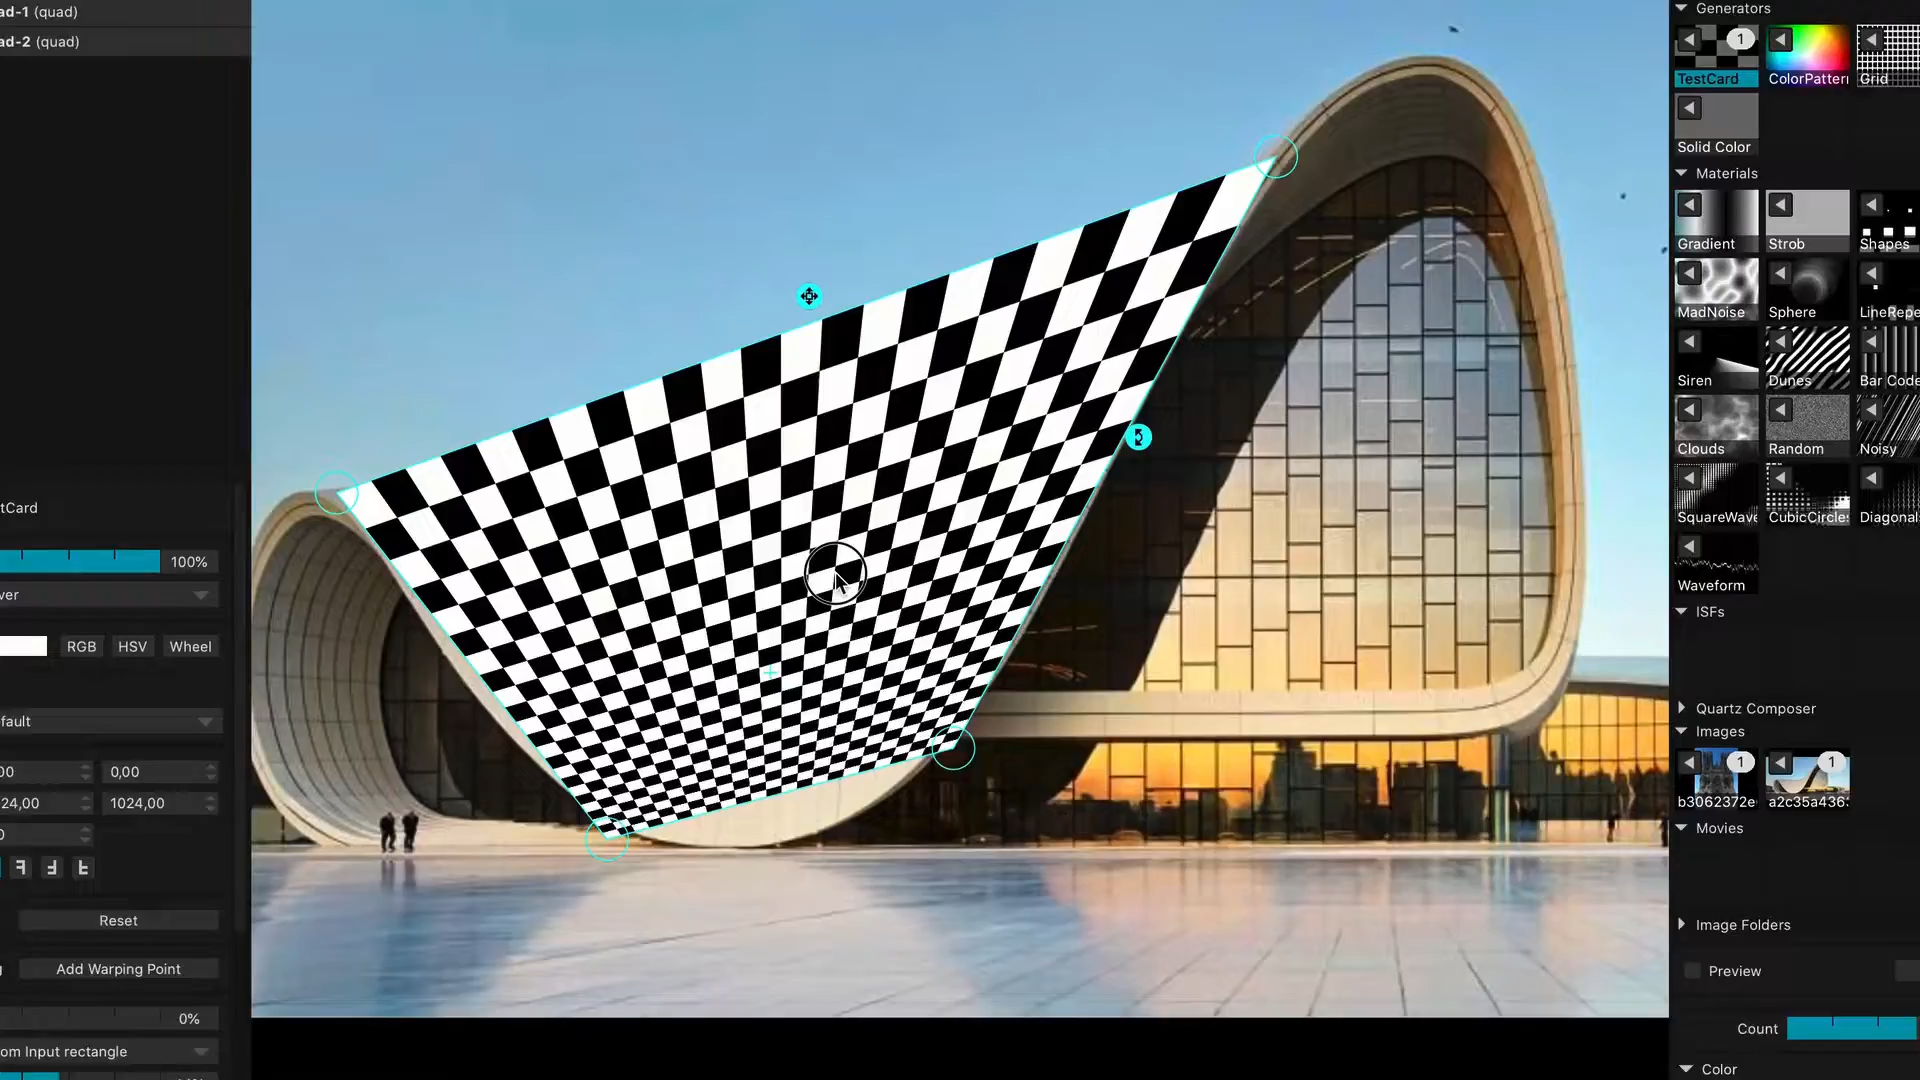 ad-1 (quad)
ad-2 (quad)
tCard
100%
ver
RGB HSV Wheel
fault
00 0,00
24,00 1024,00
0
Reset
g Add Warping Point
0%
om Input rectangle
Generators
1
TestCard ColorPattern Grid
Solid Color
Materials
Gradient Strob Shapes
MadNoise Sphere LineRepe
Siren Dunes Bar Code
Clouds Random Noisy
SquareWave CubicCircles Diagonal
Waveform
ISFs
Quartz Composer
Images
1 1
b3062372e a2c35a436
Movies
Image Folders
Preview
Count
Color